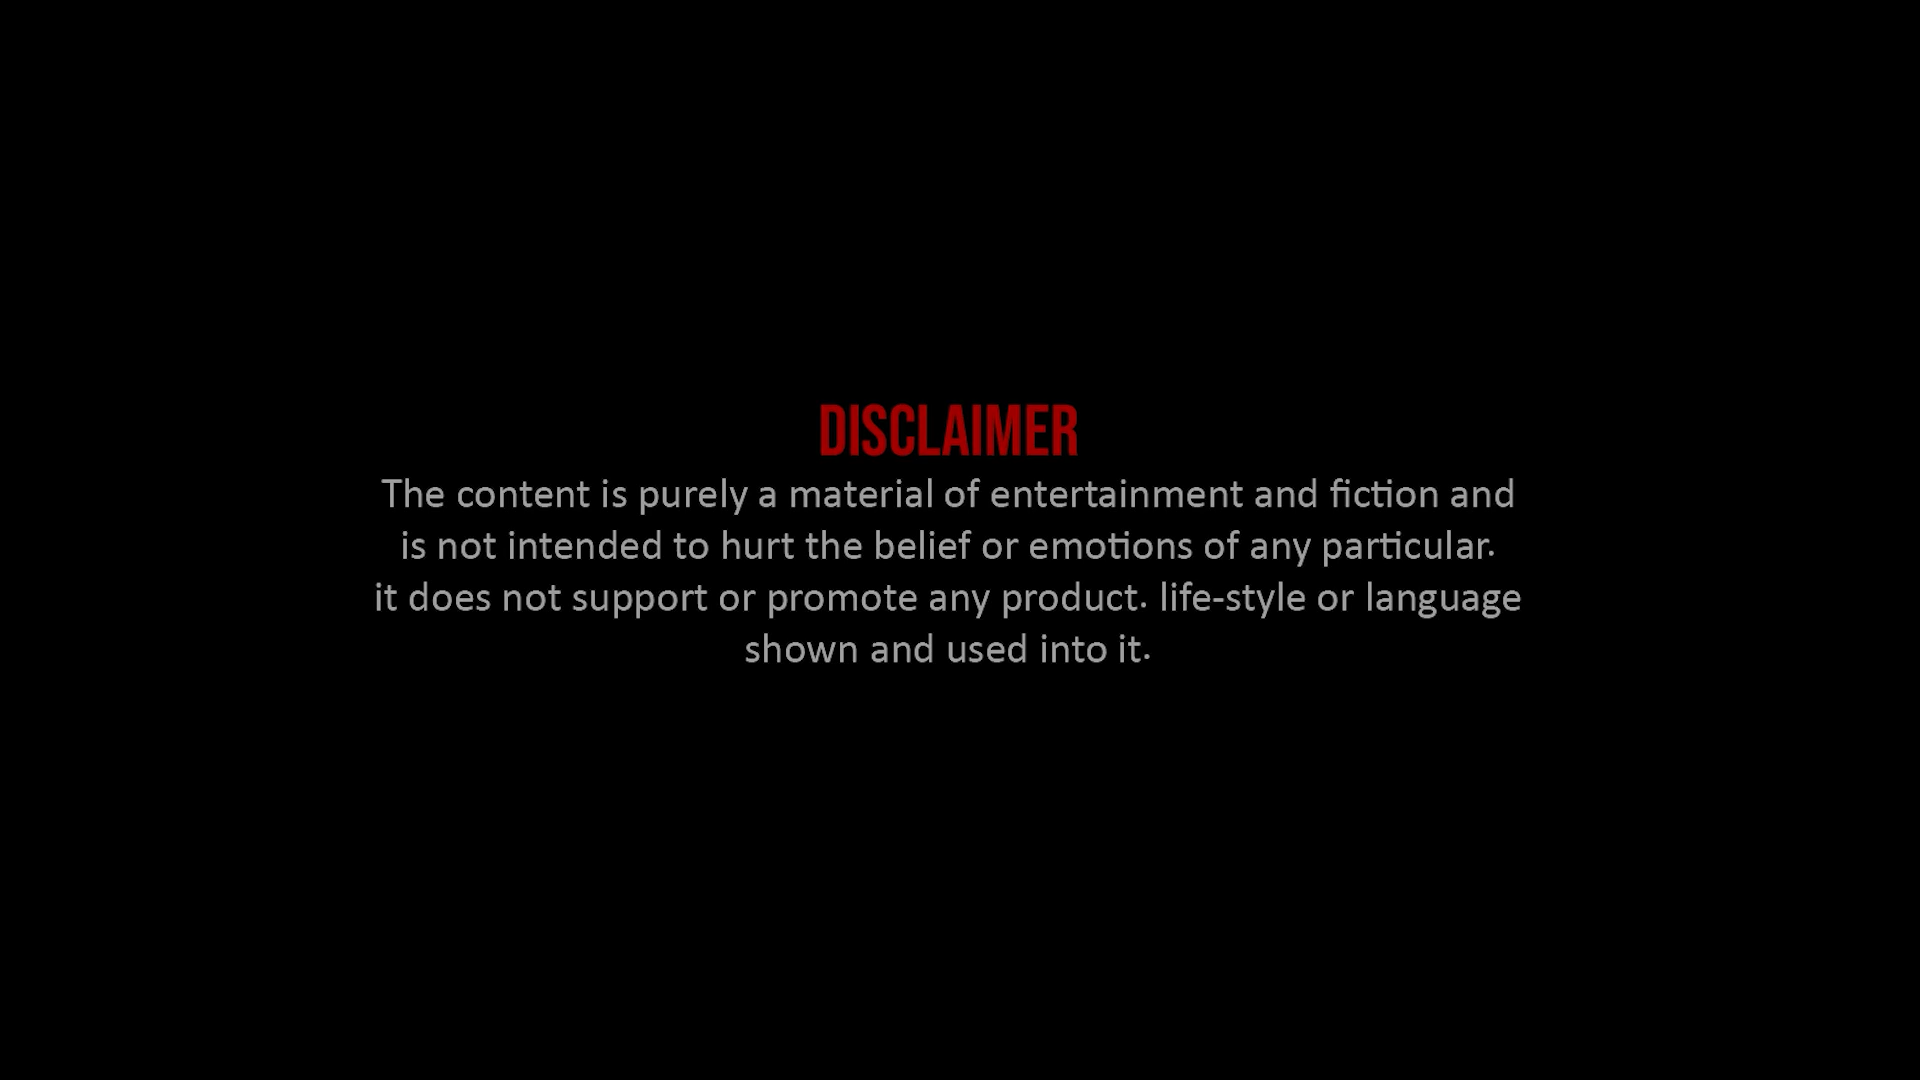 DISCLAIMER
The content is purely a material of entertainment and fiction and
is not intended to hurt the belief or emotions of any particular.
it does not support or promote any product. life-style or language
shown and used into it.